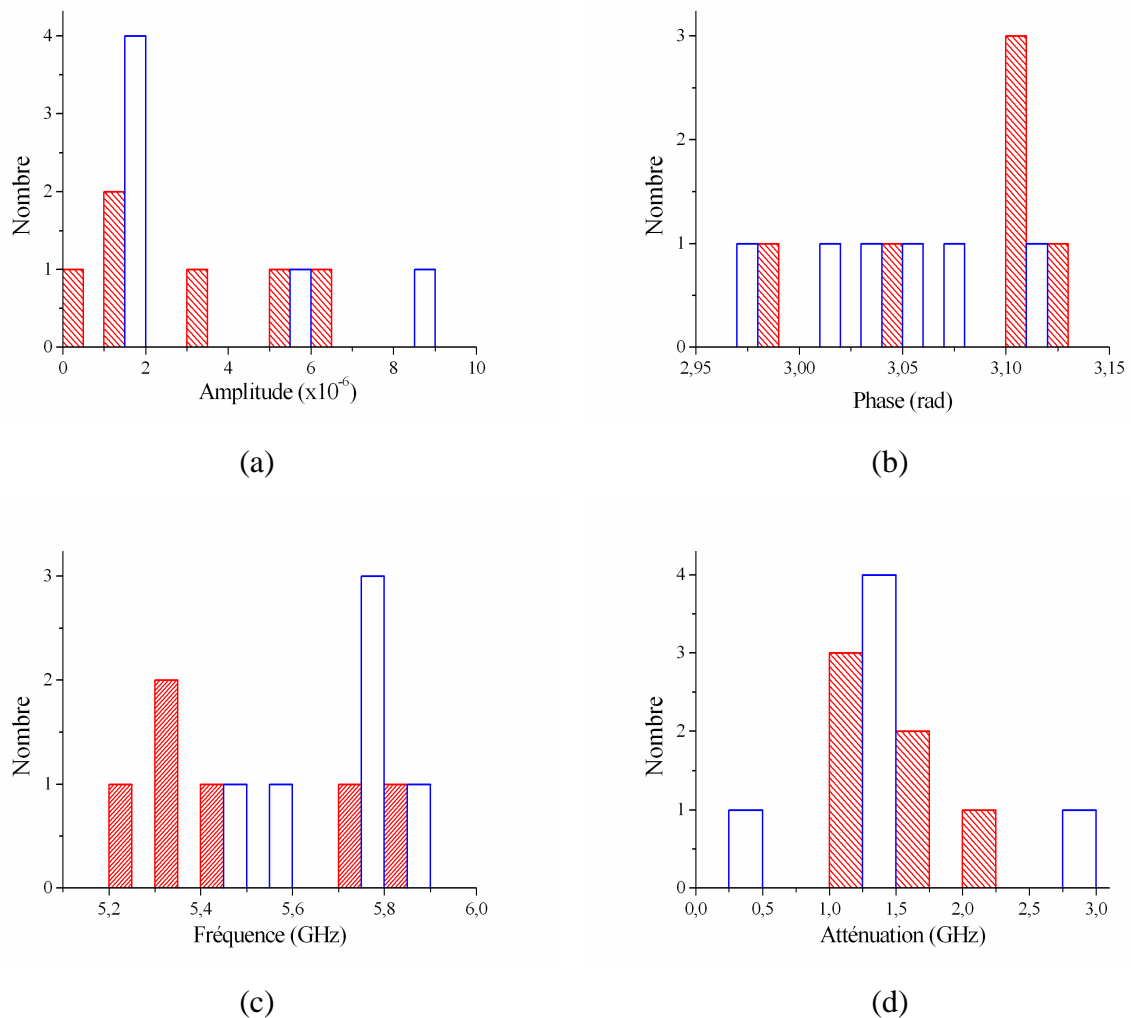 4
3
2
1
0
Nombre
0 2 4 6 8 10
Amplitude (x10-6)
(a)
3
2
1
0
Nombre
2,95 3,00 3,05 3,10 3,15
Phase (rad)
(b)
3
2
1
0
Nombre
5,2 5,4 5,6 5,8 6,0
Fréquence (GHz)
(c)
4
3
2
1
0
Nombre
0,0 0,5 1,0 1,5 2,0 2,5 3,0
Atténuation (GHz)
(d)